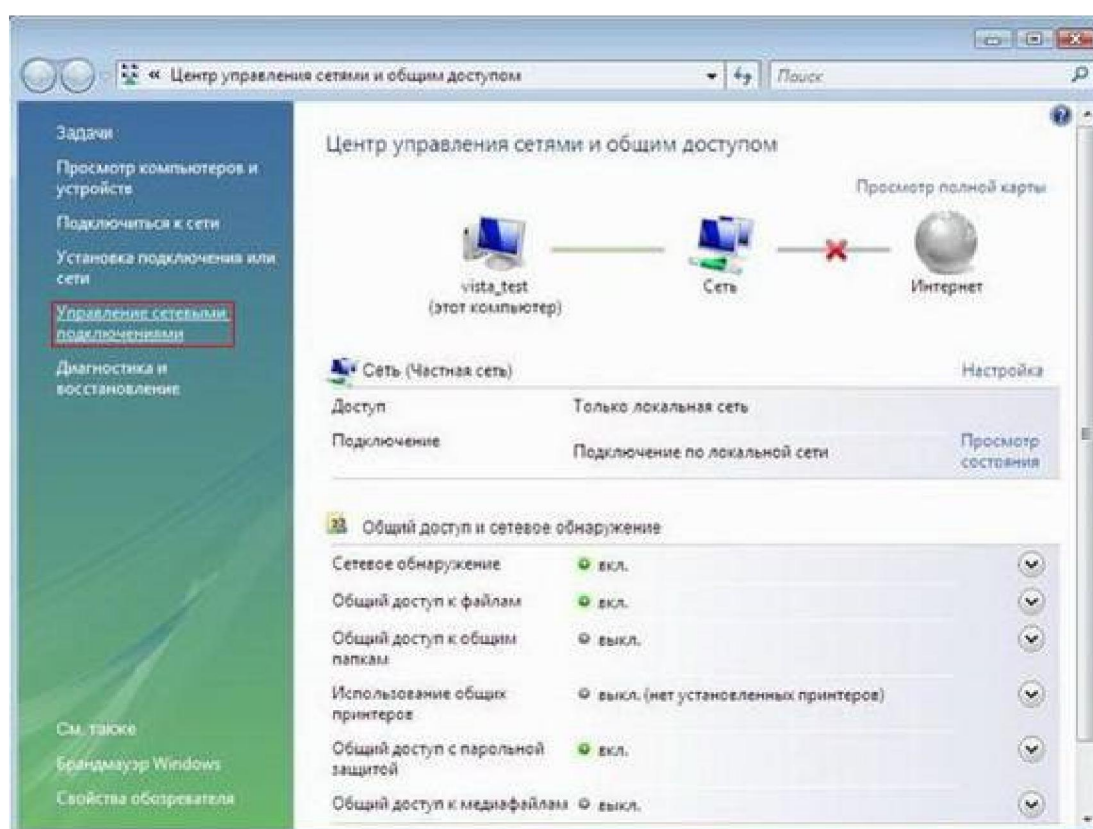 « Центр управления сетями и общим доступом
Поиск
Задачи
Просмотр компьютеров и
устройств
Подключиться к сети
Установка подключения или
сети
Управление сетевыми
подключениями
Диагностика и
восстановление
См. также
Брандмауэр Windows
Свойства обозревателя
Центр управления сетями и общим доступом
Просмотр полной карты
vista_test
(этот компьютер)
Сеть
Интернет
Сеть (Частная сеть)
Настройка
Доступ
Только локальная сеть
Подключение
Подключение по локальной сети
Просмотр
состояния
Общий доступ и сетевое обнаружение
Сетевое обнаружение
вкл.
Общий доступ к файлам
вкл.
Общий доступ к общим
папкам
выкл.
Использование общих
принтеров
выкл. (нет установленных принтеров)
Общий доступ с парольной
защитой
вкл.
Общий доступ к медиафайлам
выкл.